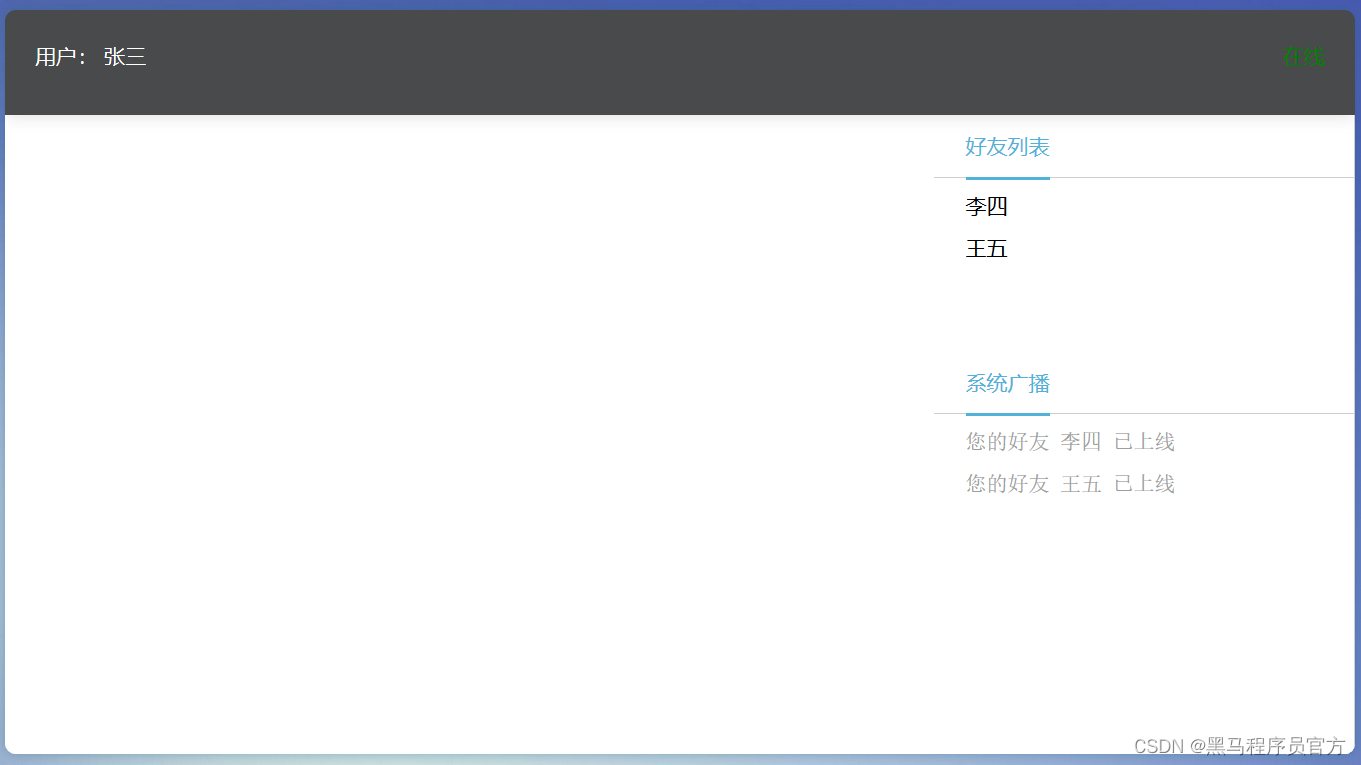 用户： 张三
在线
好友列表
李四
王五
系统广播
您的好友 李四 已上线
您的好友 王五 已上线
CSDN @黑马程序员官方